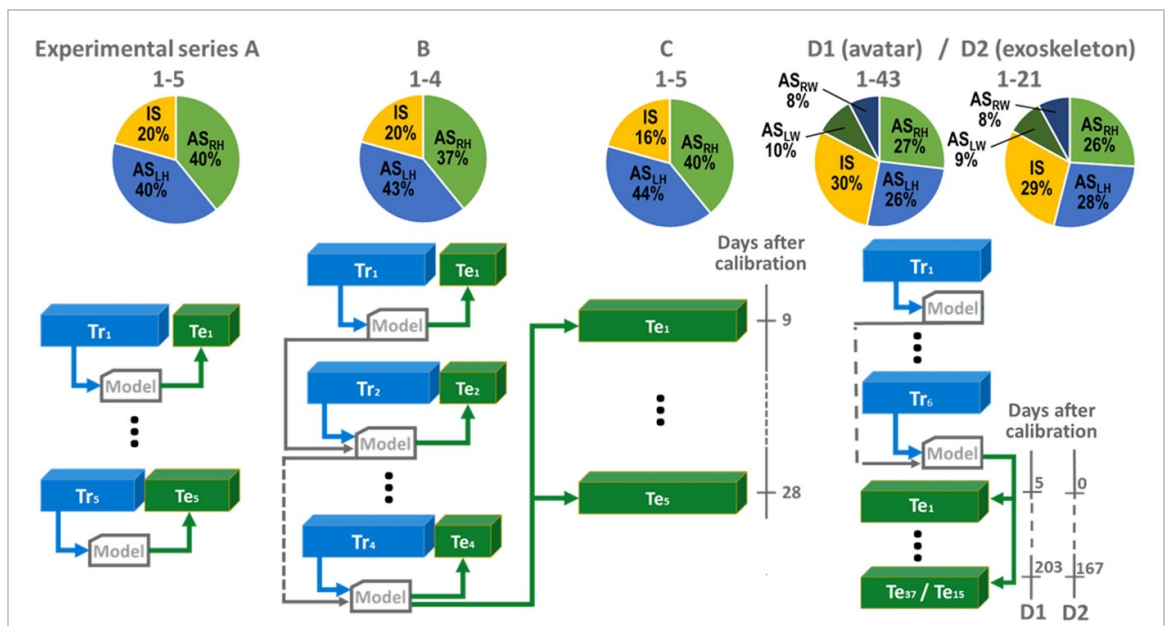 Experimental series A
1-5
B
1-4
C
1-5
D1 (avatar) / D2 (exoskeleton)
1-43
1-21
IS
20%
AS_RH
40%
AS_LH
40%
IS
20%
AS_RH
37%
AS_LH
43%
IS
16%
AS_RH
40%
AS_LH
44%
AS_RW
8%
AS_LW
10%
AS_RH
27%
IS
30%
AS_LH
26%
AS_RW
8%
AS_LW
9%
AS_RH
26%
IS
29%
AS_LH
28%
Tr1
Te1
Model
Tr5
Te5
Model
Tr1
Te1
Model
Tr2
Te2
Model
Tr4
Te4
Model
Days after
calibration
Te1
9
Te5
28
Tr1
Model
Tr6
Model
Days after
calibration
5
0
Te1
203
167
Te37 / Te15
D1
D2